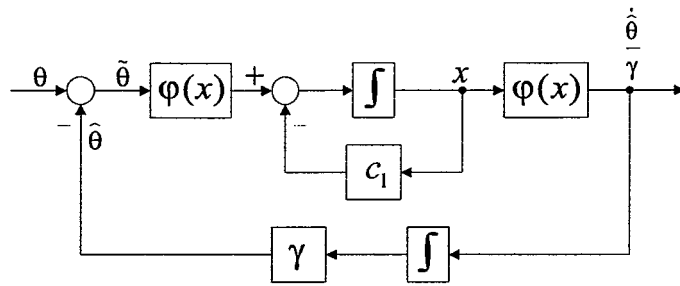 θ̂̇
θ θ̃ φ(x) + ∫ x φ(x) γ
− θ̂ −
c₁
γ ∫